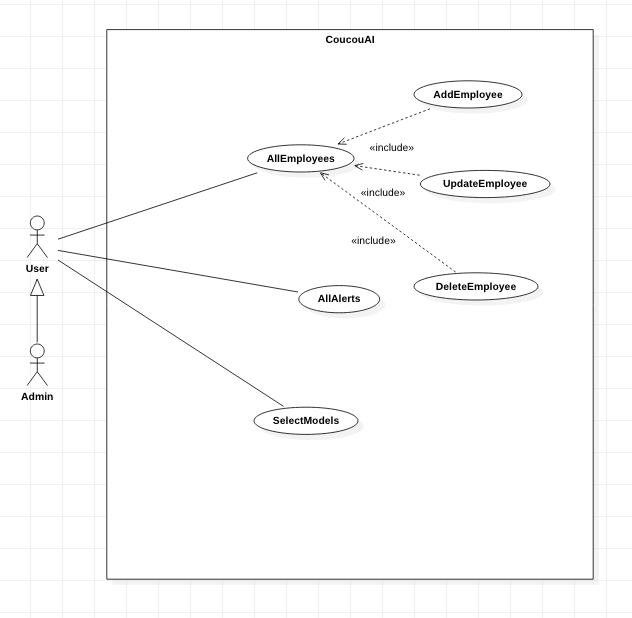 CoucouAI
AddEmployee
«include»
AllEmployees
UpdateEmployee
«include»
«include»
User
DeleteEmployee
AllAlerts
Admin
SelectModels